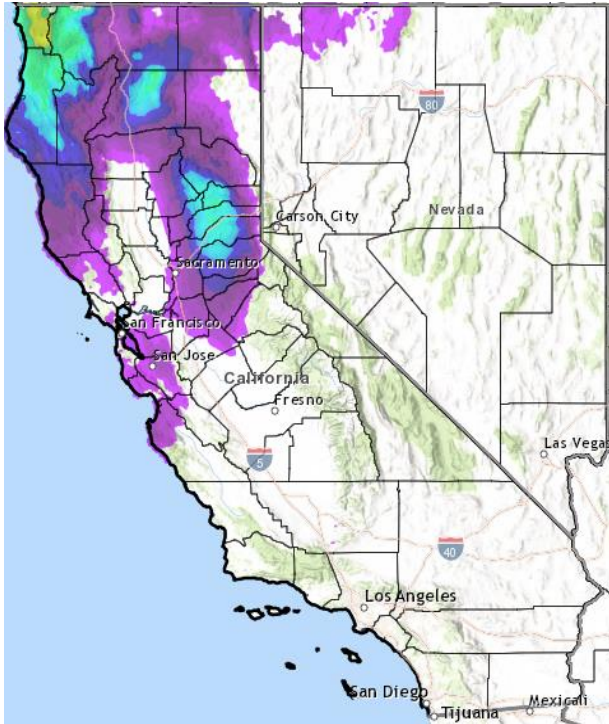 80
Nevada
Carson City
Sacramento
San Francisco
San Jose
California
Fresno
Las Vegas
5
40
Los Angeles
San Diego
Tijuana
Mexicali